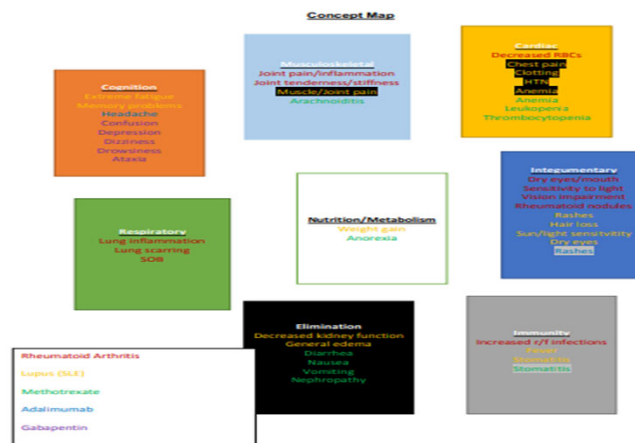 Concept Map
Musculoskeletal
Joint pain/inflammation
Joint tenderness/stiffness
Muscle/Joint pain
Arachnoiditis
Cardiac
Decreased RBCs
Chest pain
Clotting
HTN
Anemia
Anemia
Leukopenia
Thrombocytopenia
Cognition
Extreme fatigue
Memory problems
Headache
Confusion
Depression
Dizziness
Drowsiness
Ataxia
Integumentary
Dry eyes/mouth
Sensitivity to light
Vision impairment
Rheumatoid nodules
Rashes
Hair loss
Sun/light sensitvitity
Dry eyes
Rashes
Respiratory
Lung inflammation
Lung scarring
SOB
Nutrition/Metabolism
Weight gain
Anorexia
Elimination
Decreased kidney function
General edema
Diarrhea
Nausea
Vomiting
Nephropathy
Immunity
Increased r/f infections
Fever
Stomatitis
Stomatitis
Rheumatoid Arthritis
Lupus (SLE)
Methotrexate
Adalimumab
Gabapentin